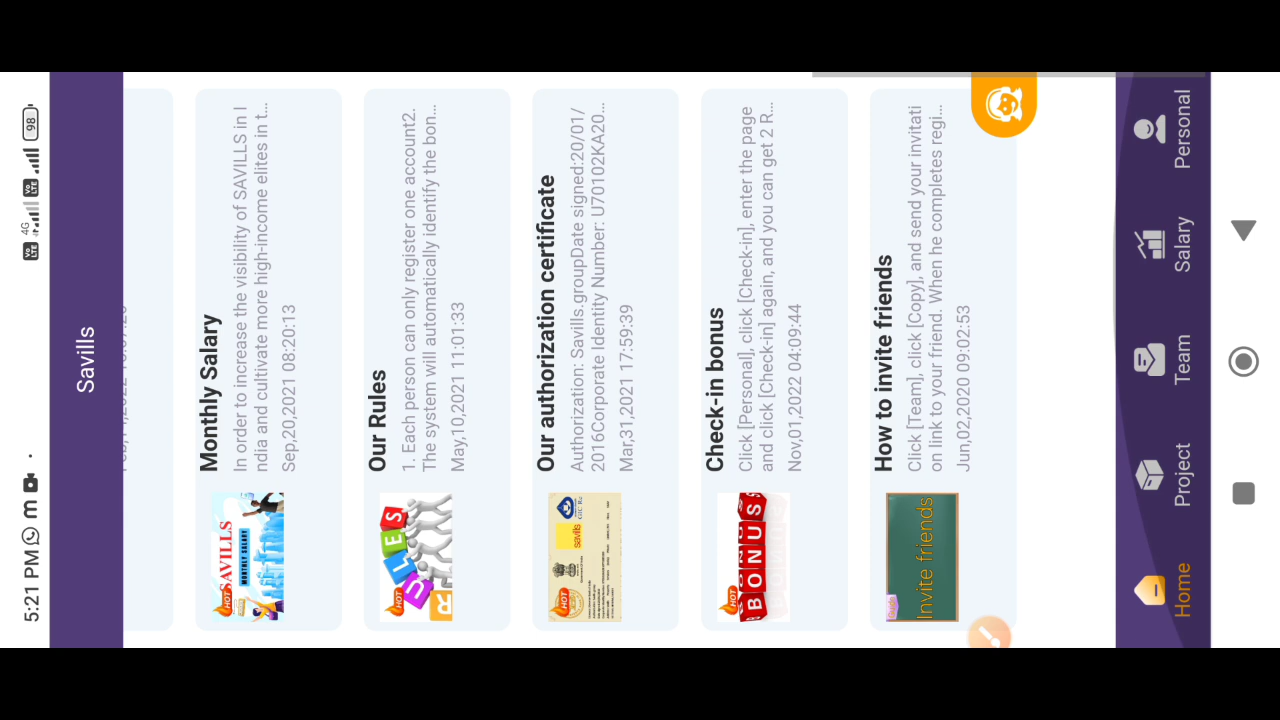 5:21 PM
4G
98
Savills
Monthly Salary
In order to increase the visibility of SAVILLS in I
ndia and cultivate more high-income elites in t...
Sep,20,2021 08:20:13
SAVILLS
MONTHLY SALARY
Our Rules
1. Each person can only register one account2.
The system will automatically identify the bon...
May,10,2021 11:01:33
HOT
RULES
Our authorization certificate
Authorization: Savills.groupDate signed:20/01/
2016Corporate Identity Number: U70102KA20...
Mar,31,2021 17:59:39
HOT
savills
Check-in bonus
Click [Personal], click [Check-in], enter the page
and click [Check-in] again, and you can get 2 R...
Nov,01,2022 04:09:44
HOT
BONUS
How to invite friends
Click [Team], click [Copy], and send your invitati
on link to your friend. When he completes regi...
Jun,02,2020 09:02:53
Invite friends
Home
Project
Team
Salary
Personal